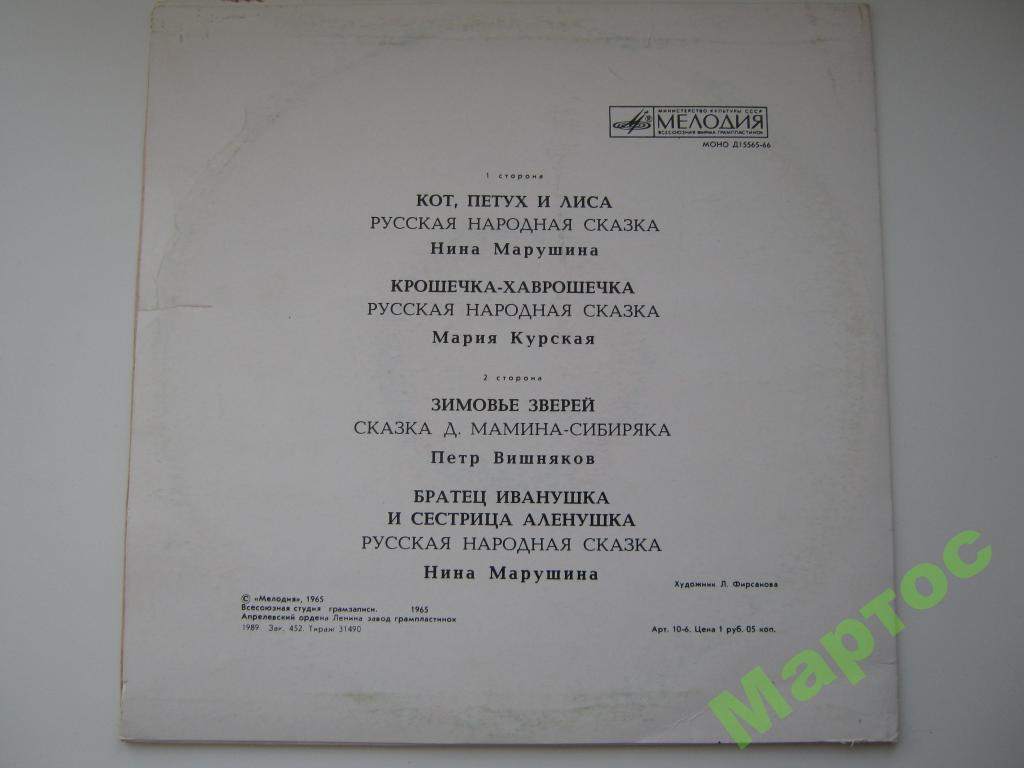 МИНИСТЕРСТВО КУЛЬТУРЫ СССР
МЕЛОДИЯ
ВСЕСОЮЗНАЯ ФИРМА ГРАМПЛАСТИНОК
МОНО Д15565-66
1 сторона
КОТ, ПЕТУХ И ЛИСА
РУССКАЯ НАРОДНАЯ СКАЗКА
Нина Марушина
КРОШЕЧКА-ХАВРОШЕЧКА
РУССКАЯ НАРОДНАЯ СКАЗКА
Мария Курская
2 сторона
ЗИМОВЬЕ ЗВЕРЕЙ
СКАЗКА Д. МАМИНА-СИБИРЯКА
Петр Вишняков
БРАТЕЦ ИВАНУШКА
И СЕСТРИЦА АЛЕНУШКА
РУССКАЯ НАРОДНАЯ СКАЗКА
Нина Марушина
Художник Л. Фирсанова
© «Мелодия», 1965
Всесоюзная студия грамзаписи. 1965
Апрелевский ордена Ленина завод грампластинок
1989. Зак. 452. Тираж 31490
Арт. 10-6. Цена 1 руб. 05 коп.
Мартос